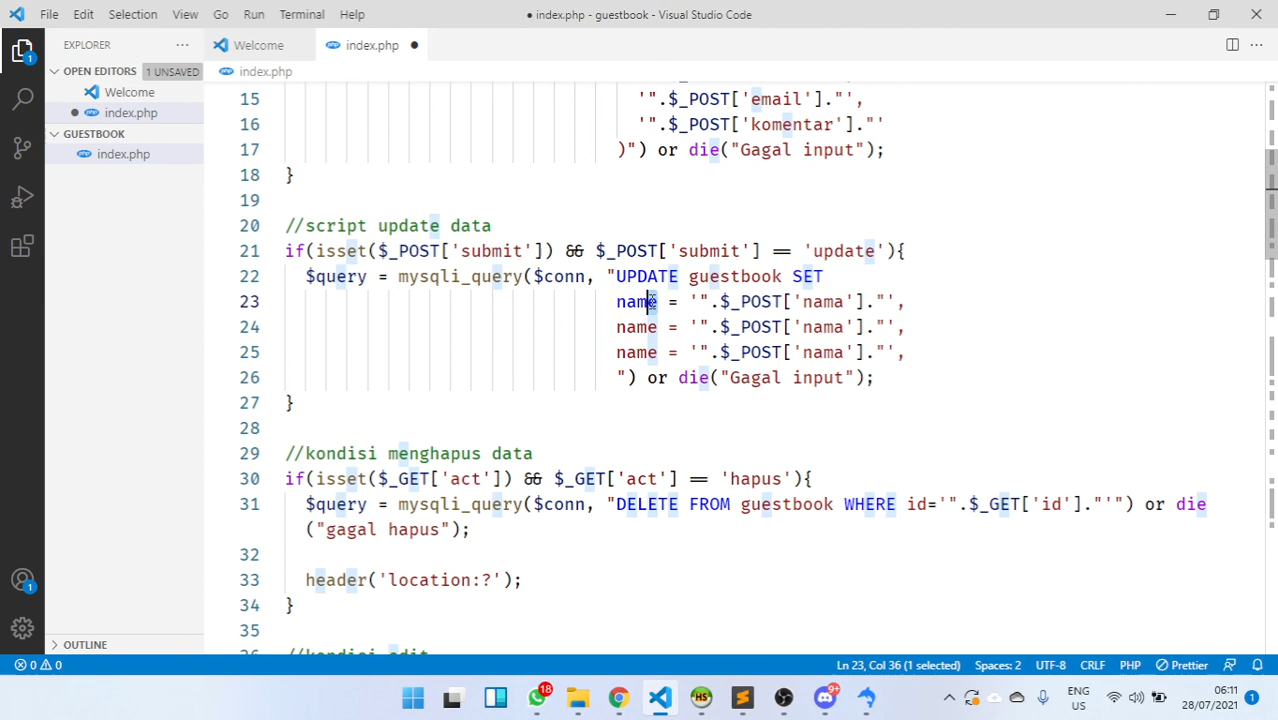 File Edit Selection View Go Run Terminal Help
● index.php - guestbook - Visual Studio Code
EXPLORER
Welcome
index.php
OPEN EDITORS 1 UNSAVED
Welcome
index.php
GUESTBOOK
index.php
OUTLINE
index.php
15 '".$_POST['email']."',
16 '".$_POST['komentar']."'
17 )") or die("Gagal input");
18 }
19
20 //script update data
21 if(isset($_POST['submit']) && $_POST['submit'] == 'update'){
22 $query = mysqli_query($conn, "UPDATE guestbook SET
23 name = '".$_POST['nama']."',
24 name = '".$_POST['nama']."',
25 name = '".$_POST['nama']."',
26 ") or die("Gagal input");
27 }
28
29 //kondisi menghapus data
30 if(isset($_GET['act']) && $_GET['act'] == 'hapus'){
31 $query = mysqli_query($conn, "DELETE FROM guestbook WHERE id='".$_GET['id']."'") or die
("gagal hapus");
32
33 header('location:?');
34 }
35
1
1
0 0
Ln 23, Col 36 (1 selected) Spaces: 2 UTF-8 CRLF PHP Prettier
18
HS
9+
ENG
US
06:11
28/07/2021
1